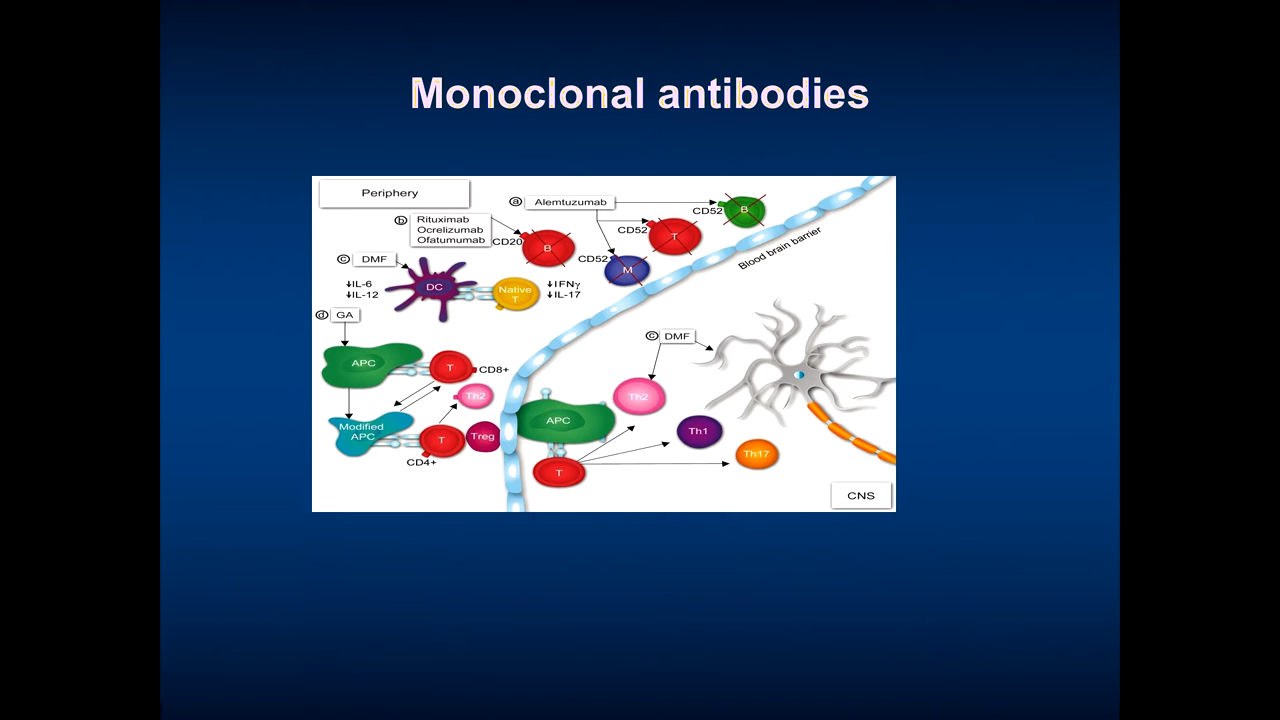 Monoclonal antibodies
Periphery
ⓐ Alemtuzumab
CD52
B
ⓑ Rituximab
Ocrelizumab
Ofatumumab
CD20
B
CD52
T
CD52
M
Blood brain barrier
ⓒ DMF
DC
Native
T
↓IL-6
↓IL-12
↓IFNγ
↓IL-17
ⓓ GA
APC
T
CD8+
Th2
Modified
APC
T
Treg
CD4+
ⓒ DMF
Th2
APC
Th1
Th17
T
CNS